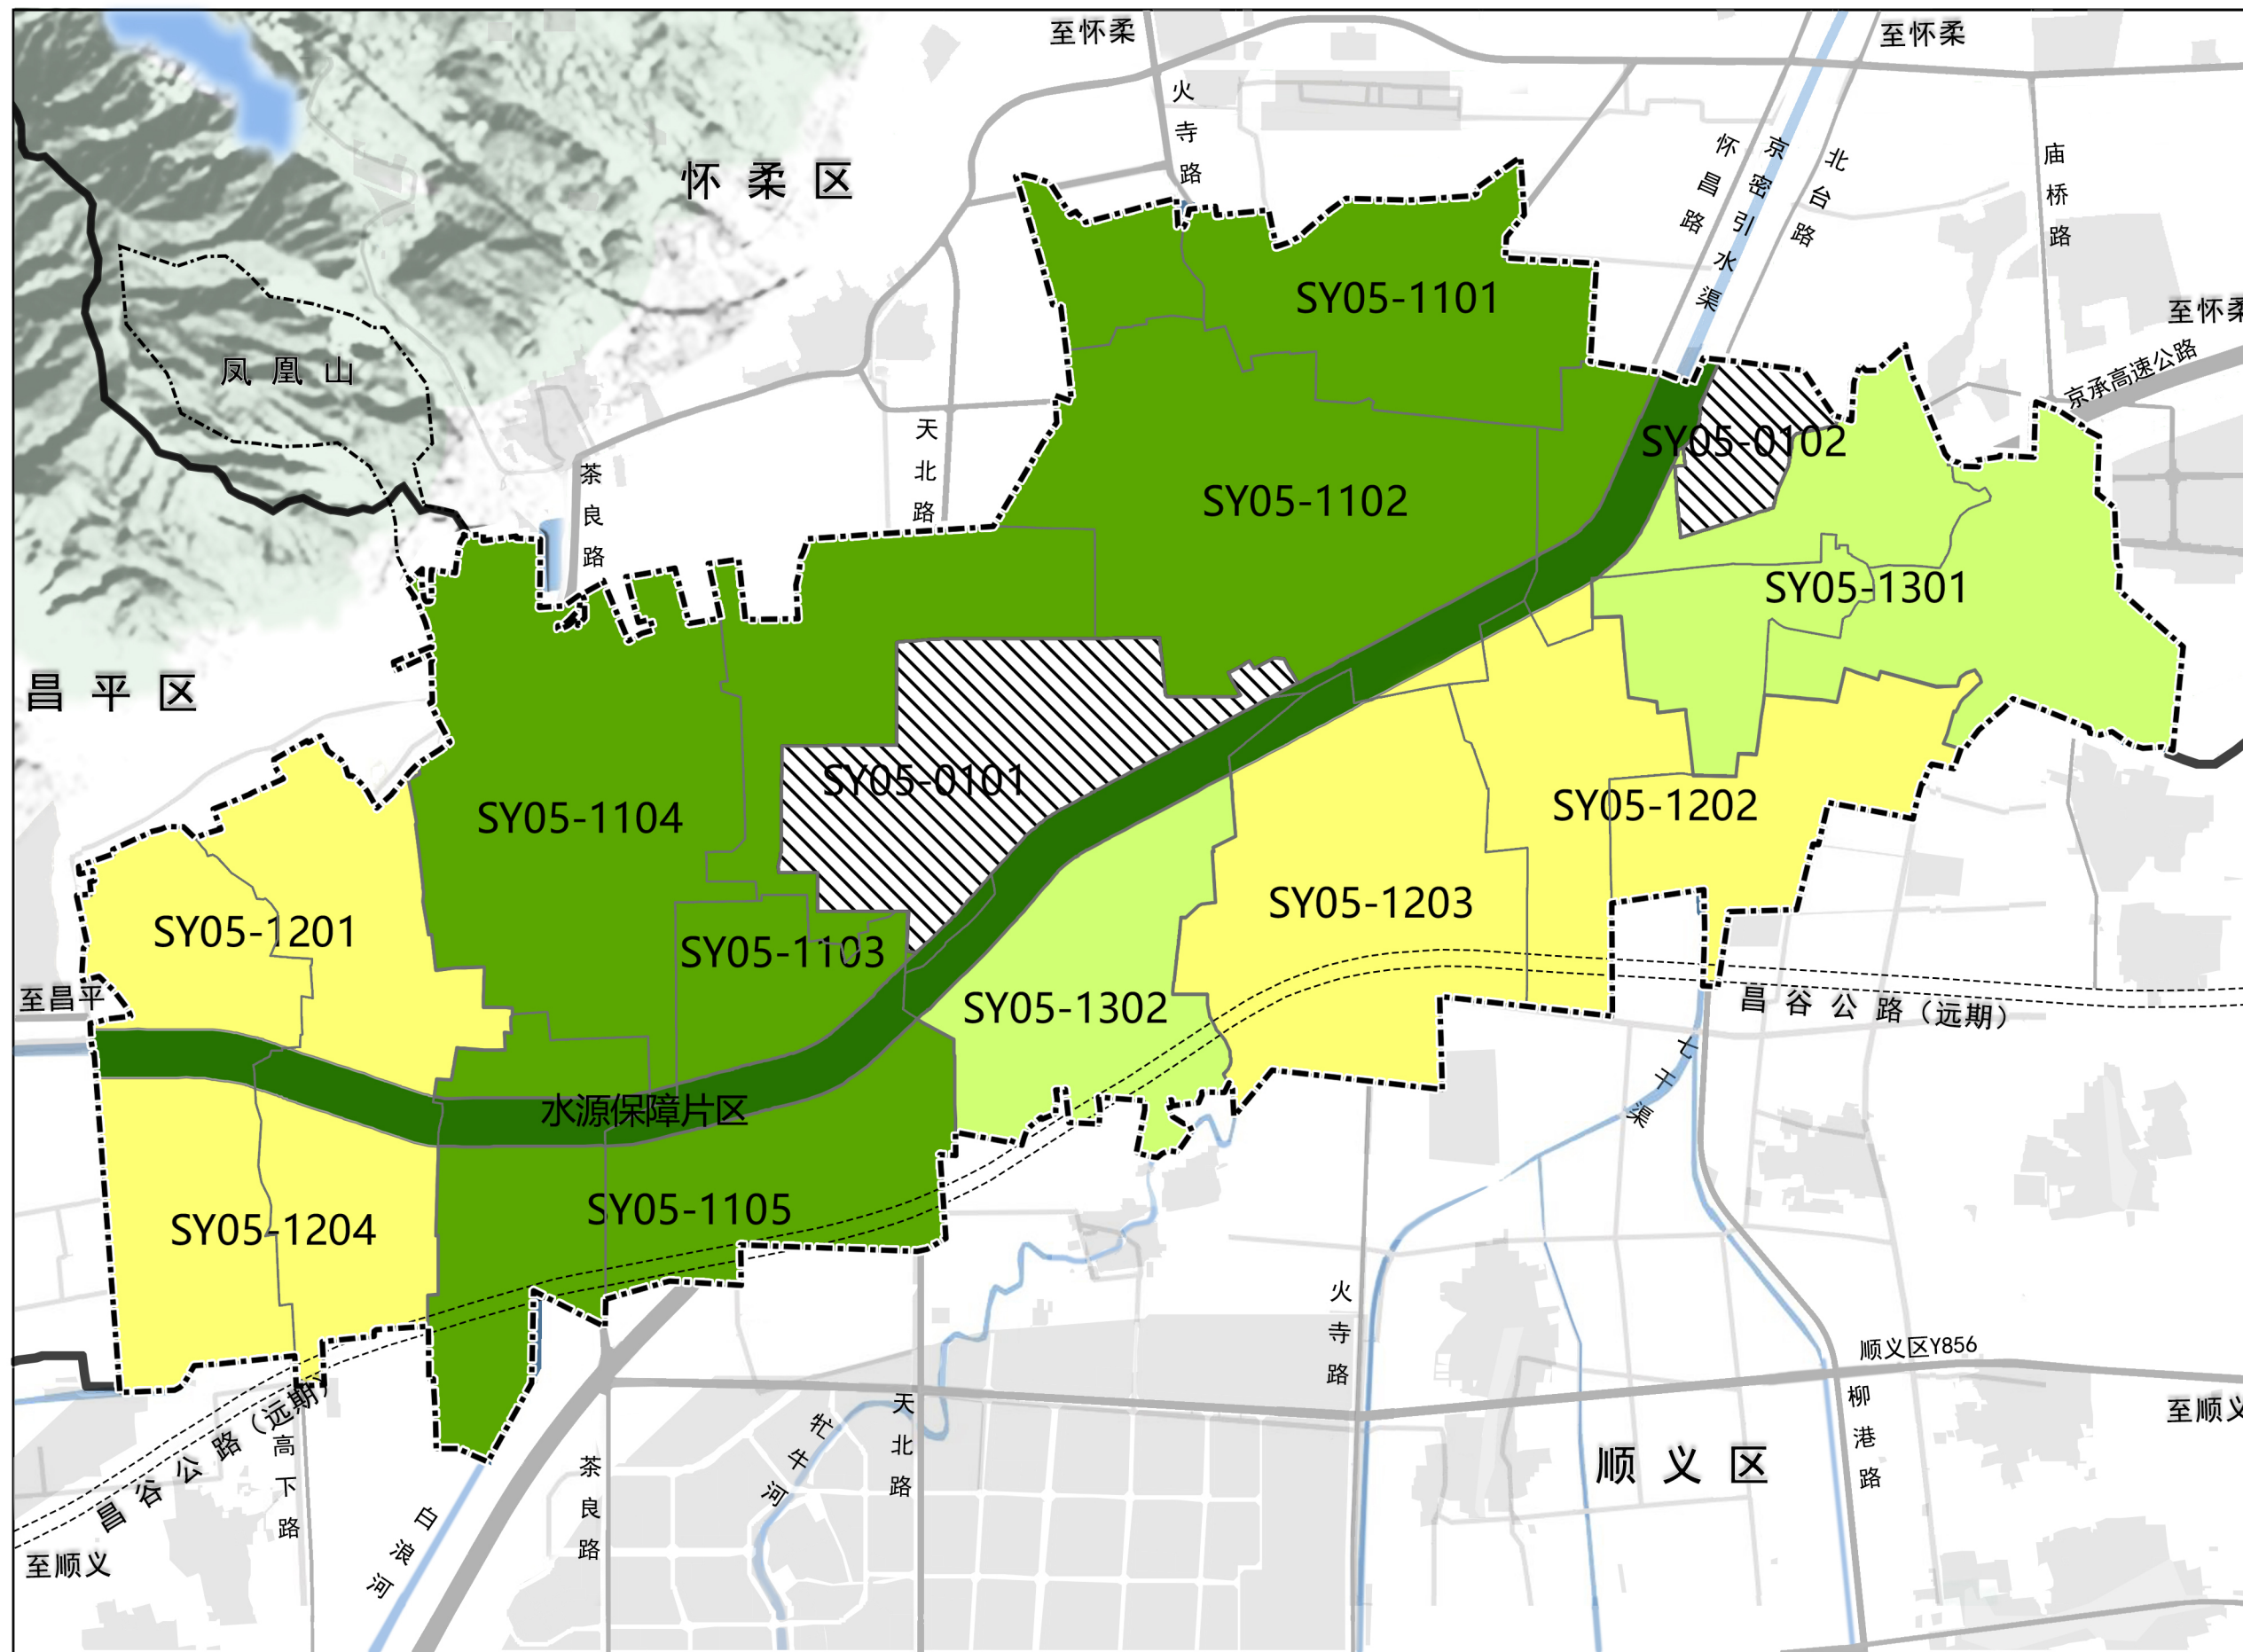 至怀柔
至怀柔
火寺路
怀柔区
怀昌路
京密引水渠
北台路
庙桥路
至怀柔
京承高速公路
SY05-1101
凤凰山
天北路
SY05-0102
茶良路
SY05-1102
SY05-1301
昌平区
SY05-0101
SY05-1104
SY05-1202
SY05-1203
SY05-1201
SY05-1103
至昌平
SY05-1302
昌谷公路（远期）
七干渠
水源保障片区
SY05-1105
SY05-1204
火寺路
顺义区Y856
昌谷公路（远期）
高下路
天北路
牤牛河
柳港路
至顺义
顺义区
茶良路
白浪河
至顺义